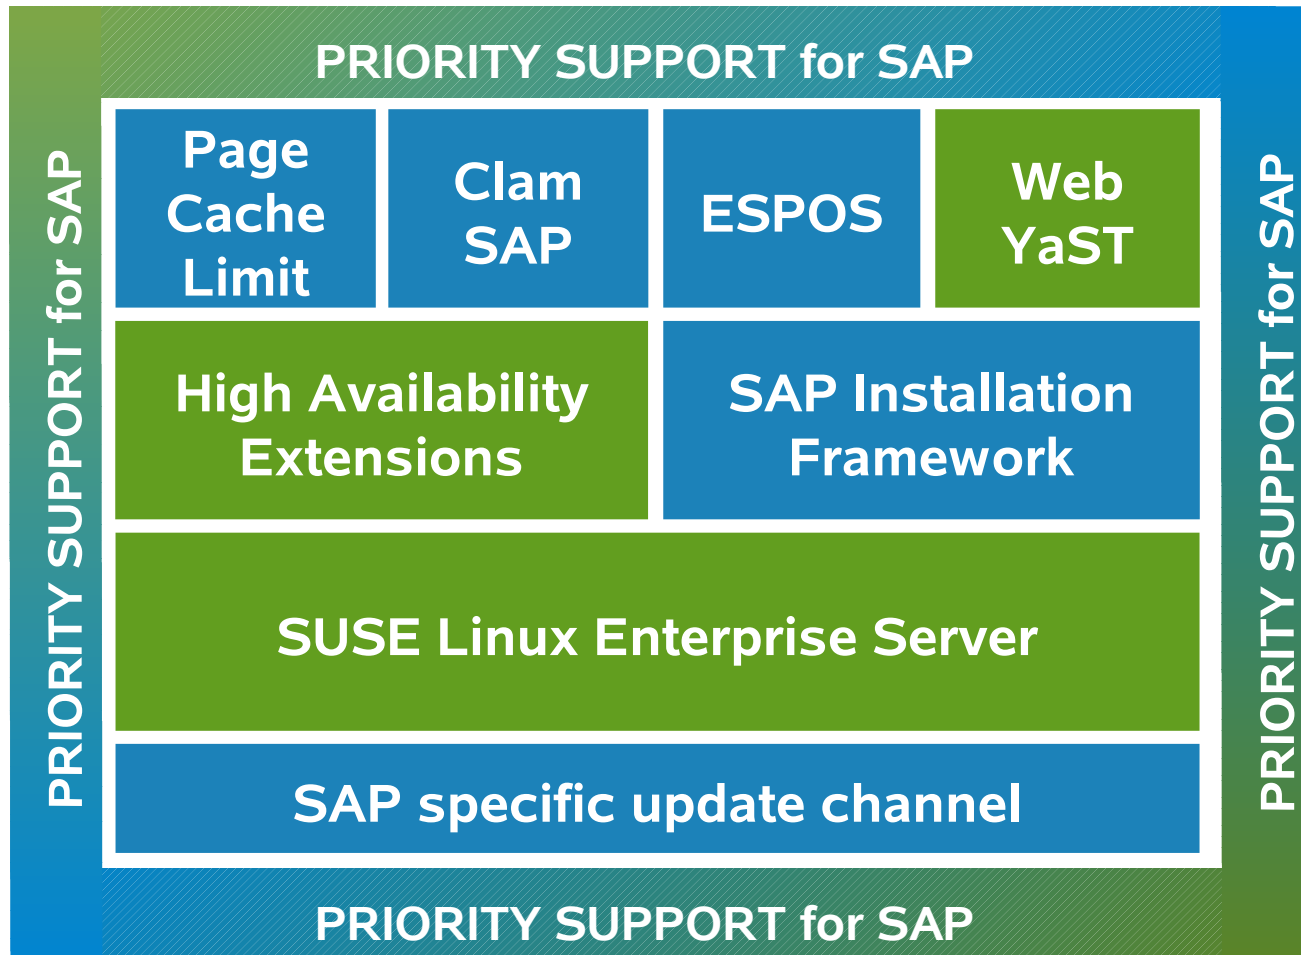 PRIORITY SUPPORT for SAP
PRIORITY SUPPORT for SAP
Page
Cache
Limit
Clam
SAP
ESPOS
Web
YaST
High Availability
Extensions
SAP Installation
Framework
SUSE Linux Enterprise Server
SAP specific update channel
PRIORITY SUPPORT for SAP
PRIORITY SUPPORT for SAP